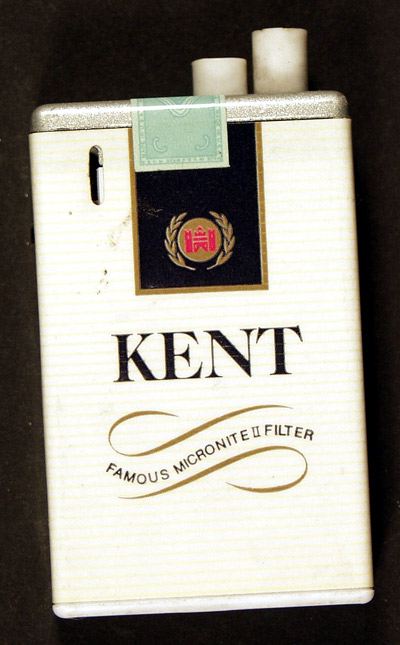 KENT
FAMOUS MICRONITE II FILTER